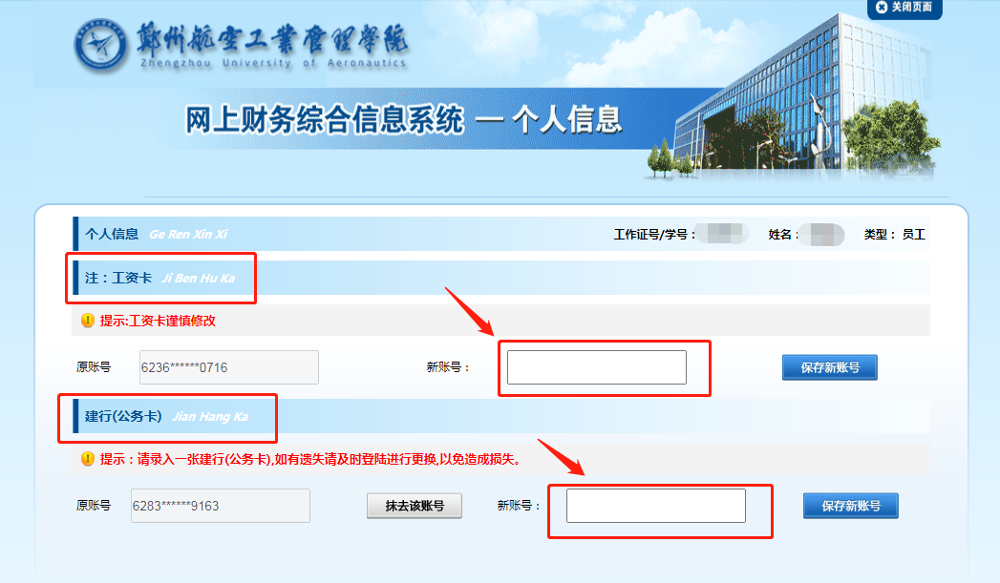 关闭页面
鄭州航空工業管理學院
Zhengzhou University of Aeronautics
网上财务综合信息系统 — 个人信息
个人信息 Ge Ren Xin Xi 工作证号/学号： 姓名： 类型： 员工
注：工资卡 Ji Ben Hu Ka
提示:工资卡谨慎修改
原账号 6236******0716 新账号： 保存新账号
建行(公务卡) Jian Hang Ka
提示：请录入一张建行(公务卡),如有遗失请及时登陆进行更换,以免造成损失。
原账号 6283******9163 抹去该账号 新账号： 保存新账号